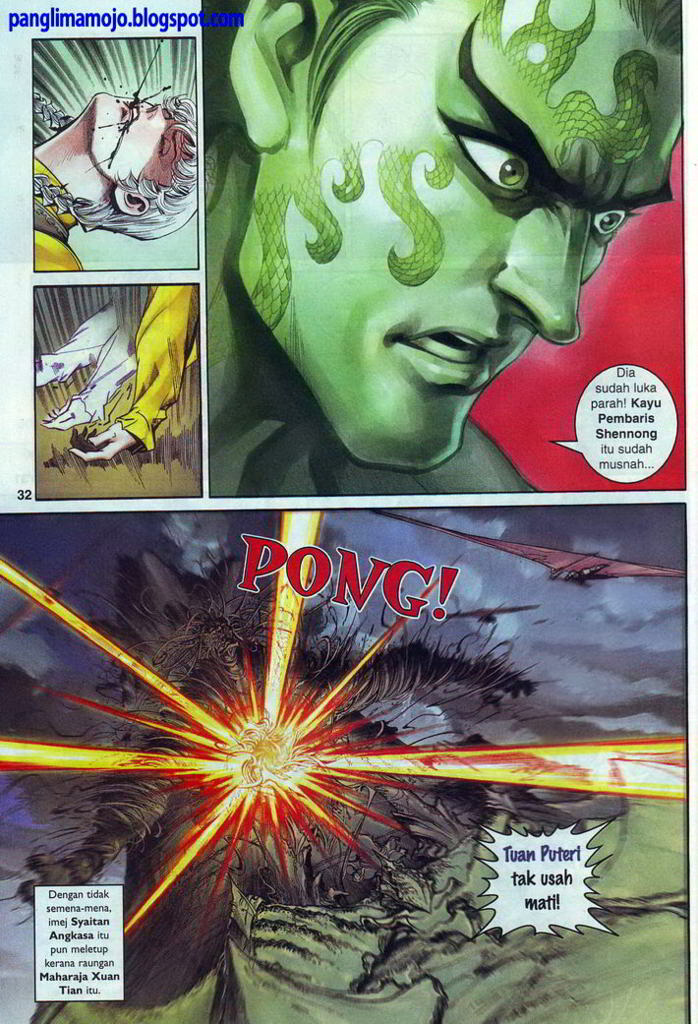 panglimamojo.blogspot.com
Dia
sudah luka
parah! Kayu
Pembaris
Shennong
itu sudah
musnah...
32
PONG!
Tuan Puteri
tak usah
mati!
Dengan tidak
semena-mena,
imej Syaitan
Angkasa itu
pun meletup
kerana raungan
Maharaja Xuan
Tian itu.